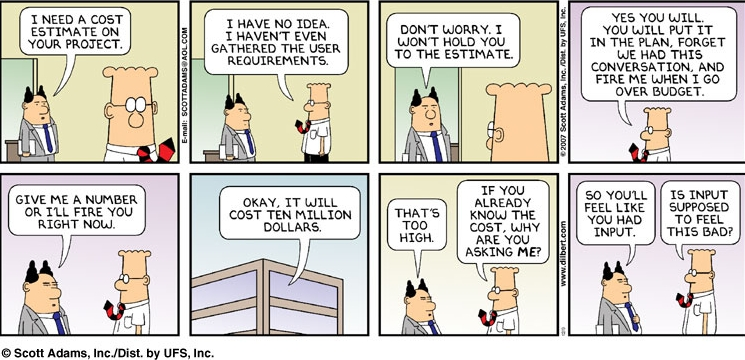 I NEED A COST
ESTIMATE ON
YOUR PROJECT.
E-mail: SCOTTADAMS@AOL.COM
I HAVE NO IDEA.
I HAVEN'T EVEN
GATHERED THE USER
REQUIREMENTS.
DON'T WORRY. I
WON'T HOLD YOU
TO THE ESTIMATE.
© 2007 Scott Adams, Inc./Dist. by UFS, Inc.
YES YOU WILL.
YOU WILL PUT IT
IN THE PLAN, FORGET
WE HAD THIS
CONVERSATION, AND
FIRE ME WHEN I GO
OVER BUDGET.
GIVE ME A NUMBER
OR I'LL FIRE YOU
RIGHT NOW.
OKAY, IT WILL
COST TEN MILLION
DOLLARS.
THAT'S
TOO
HIGH.
IF YOU
ALREADY
KNOW THE
COST, WHY
ARE YOU
ASKING ME?
www.dilbert.com
SO YOU'LL
FEEL LIKE
YOU HAD
INPUT.
IS INPUT
SUPPOSED
TO FEEL
THIS BAD?
© Scott Adams, Inc./Dist. by UFS, Inc.